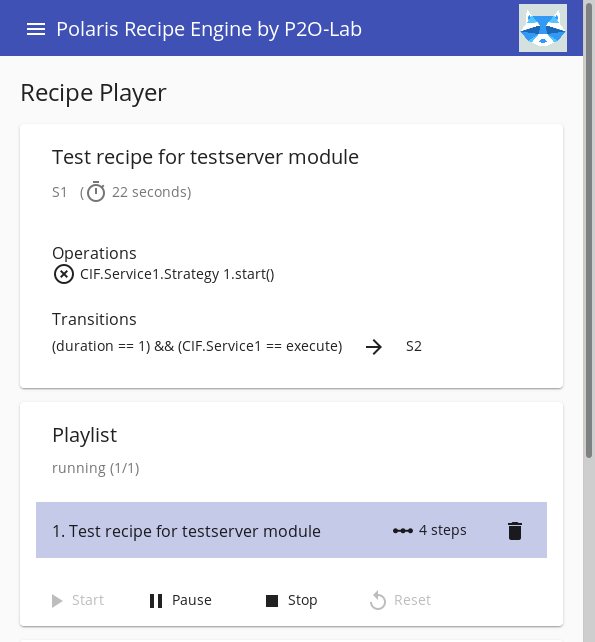 Polaris Recipe Engine by P2O-Lab
Recipe Player
Test recipe for testserver module
S1 ( 22 seconds)
Operations
CIF.Service1.Strategy 1.start()
Transitions
(duration == 1) && (CIF.Service1 == execute) S2
Playlist
running (1/1)
1. Test recipe for testserver module 4 steps
Start Pause Stop Reset